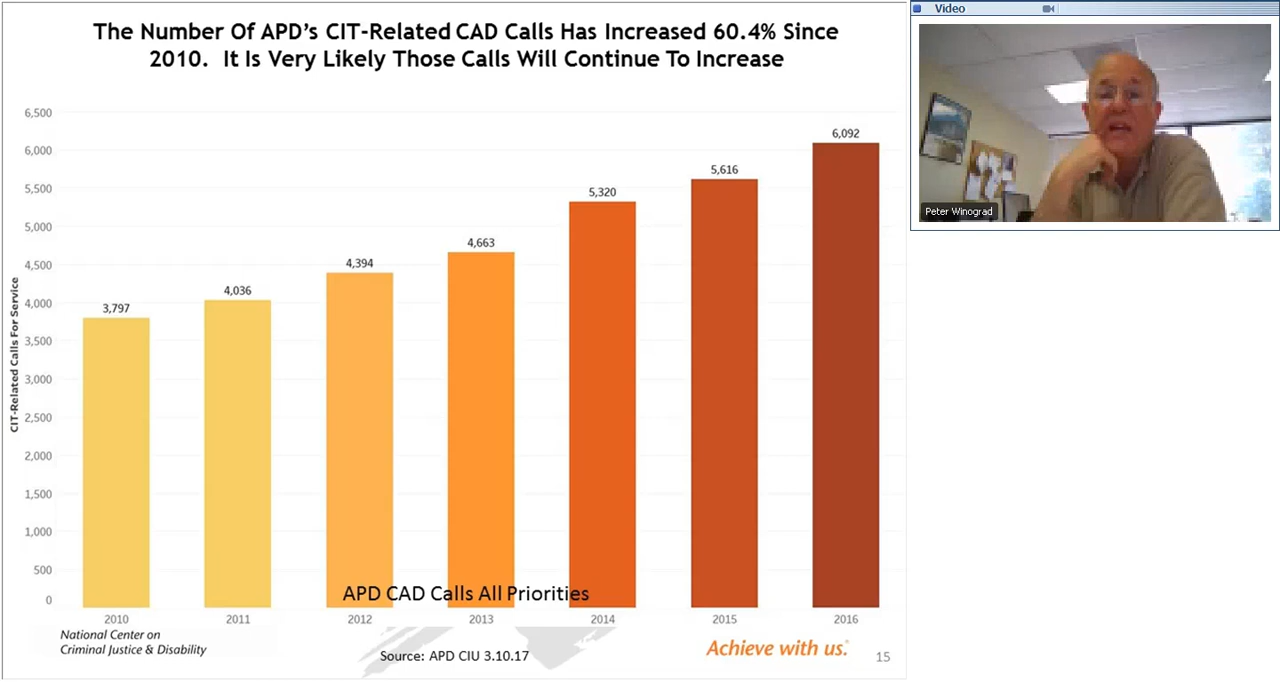 The Number Of APD’s CIT-Related CAD Calls Has Increased 60.4% Since
2010. It Is Very Likely Those Calls Will Continue To Increase
6,500
6,000
5,500
5,000
4,500
4,000
3,500
3,000
2,500
2,000
1,500
1,000
500
0
CIT-Related Calls For Service
3,797
4,036
4,394
4,663
5,320
5,616
6,092
APD CAD Calls All Priorities
2010
2011
2012
2013
2014
2015
2016
National Center on
Criminal Justice & Disability
Source: APD CIU 3.10.17
Achieve with us.®
15
Video
Peter Winograd